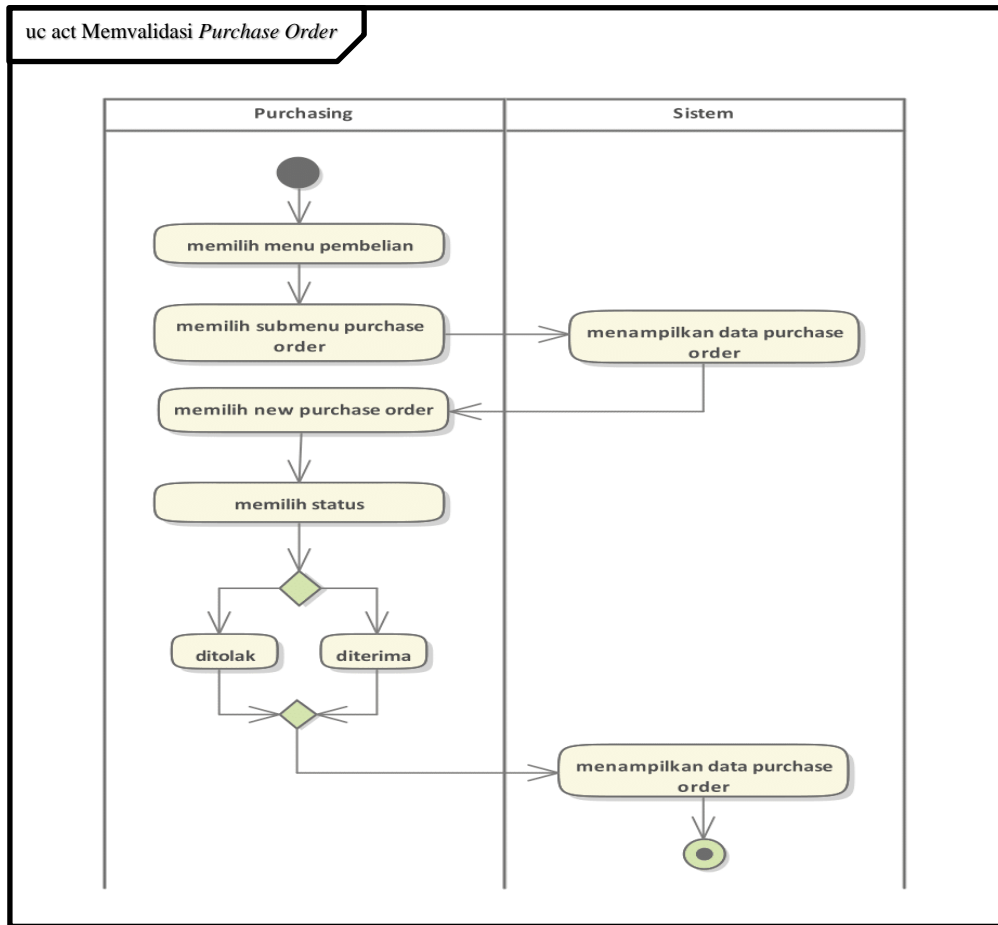 uc act Memvalidasi Purchase Order
Purchasing
Sistem
memilih menu pembelian
memilih submenu purchase
order
menampilkan data purchase
order
memilih new purchase order
memilih status
ditolak
diterima
menampilkan data purchase
order